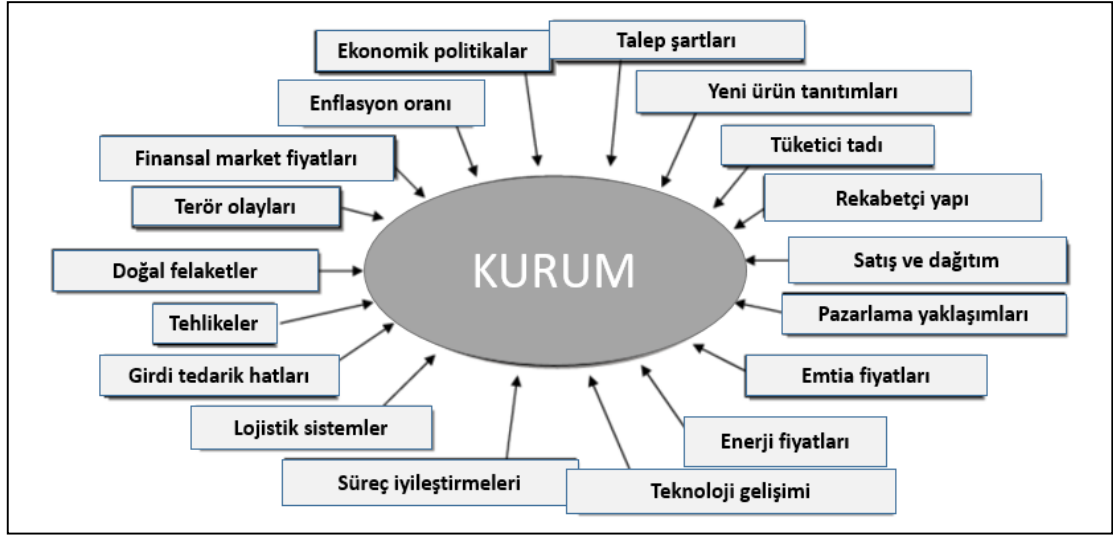 Ekonomik politikalar
Talep şartları
Enflasyon oranı
Yeni ürün tanıtımları
Finansal market fiyatları
Tüketici tadı
Terör olayları
Rekabetçi yapı
Doğal felaketler
KURUM
Satış ve dağıtım
Tehlikeler
Pazarlama yaklaşımları
Girdi tedarik hatları
Emtia fiyatları
Lojistik sistemler
Enerji fiyatları
Süreç iyileştirmeleri
Teknoloji gelişimi